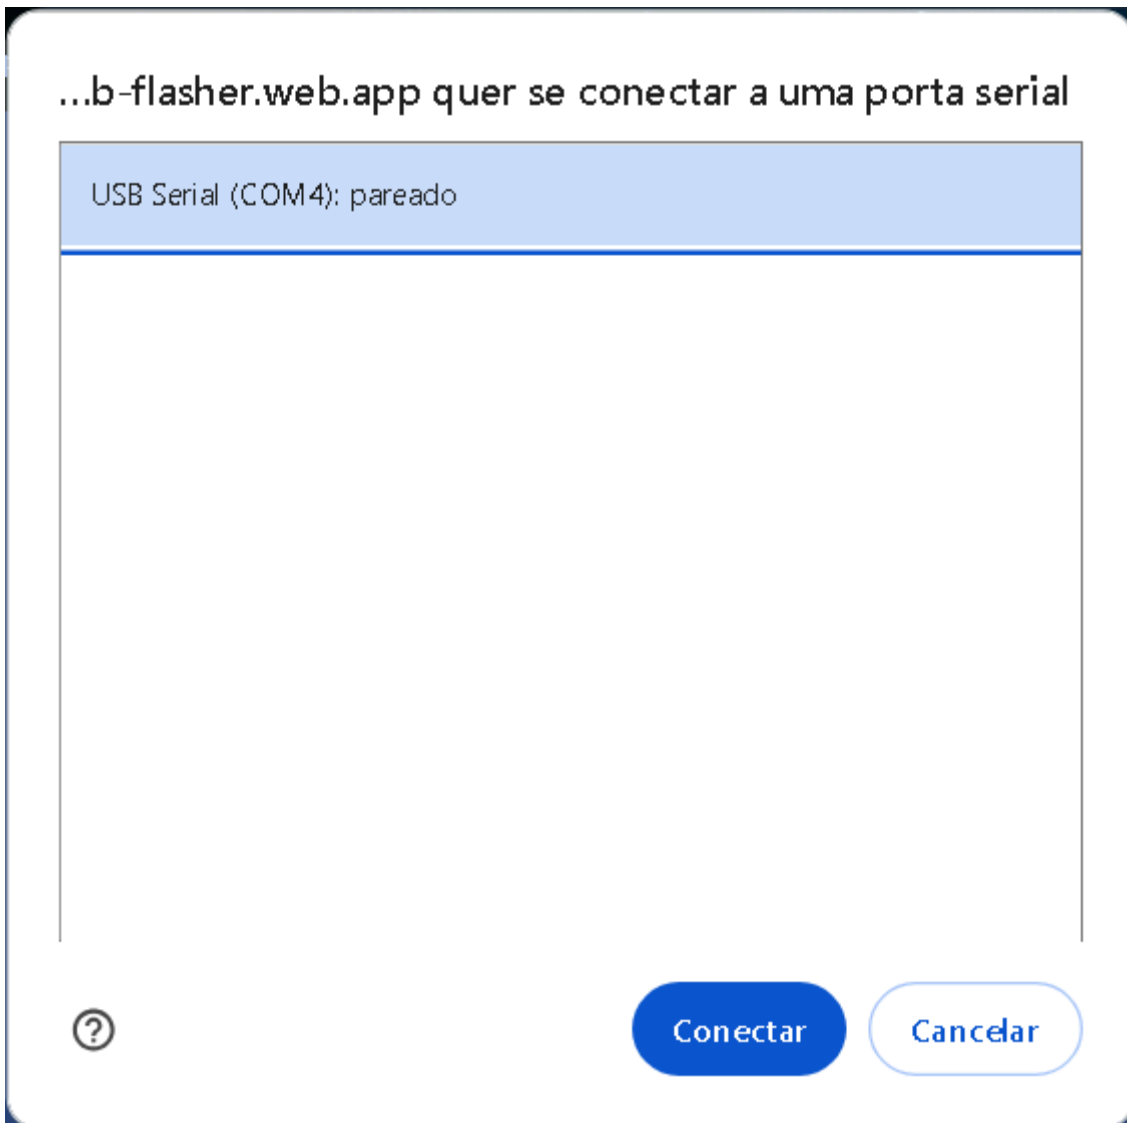 ...b-flasher.web.app quer se conectar a uma porta serial
USB Serial (COM4): pareado
Conectar
Cancelar